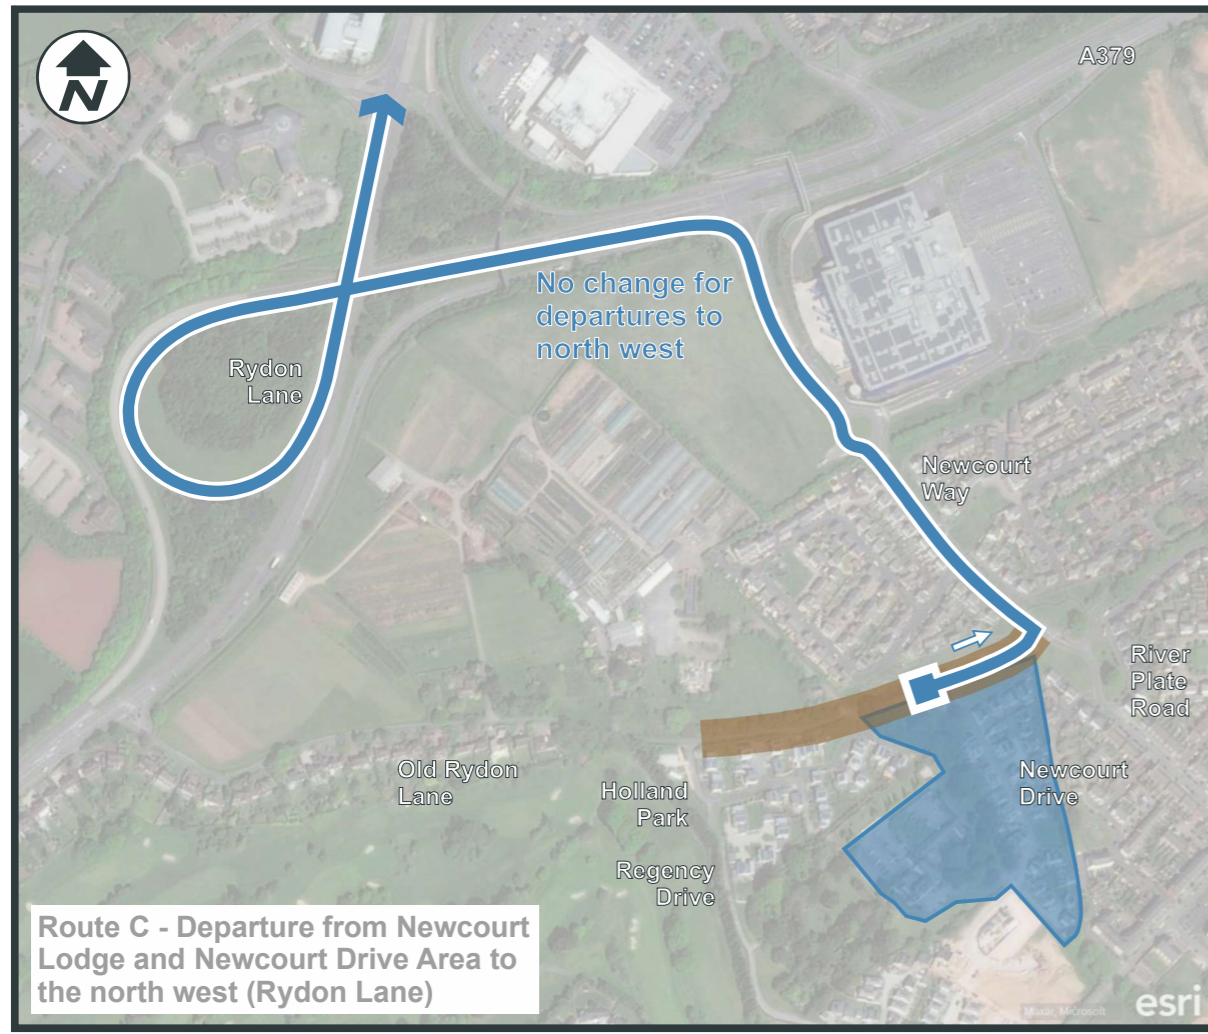 N
A379
No change for
departures to
north west
Rydon
Lane
Newcourt
Way
River
Plate
Road
Old Rydon
Lane
Holland
Park
Newcourt
Drive
Regency
Drive
Route C - Departure from Newcourt
Lodge and Newcourt Drive Area to
the north west (Rydon Lane)
Maxar, Microsoft
esri